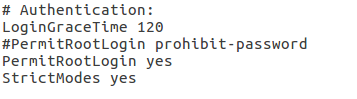 # Authentication:
LoginGraceTime 120
#PermitRootLogin prohibit-password
PermitRootLogin yes
StrictModes yes